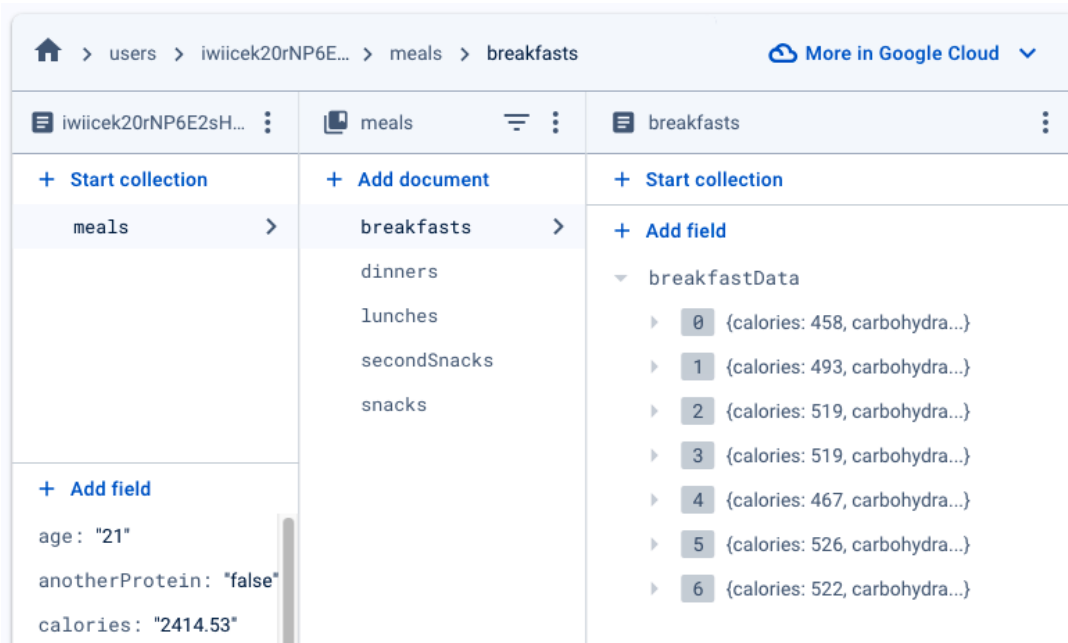 users iwiicek20rNP6E... meals breakfasts More in Google Cloud
iwiicek20rNP6E2sH...
+ Start collection
meals
+ Add field
age: "21"
anotherProtein: "false"
calories: "2414.53"
meals
+ Add document
breakfasts
dinners
lunches
secondSnacks
snacks
breakfasts
+ Start collection
+ Add field
breakfastData
0 {calories: 458, carbohydra...}
1 {calories: 493, carbohydra...}
2 {calories: 519, carbohydra...}
3 {calories: 519, carbohydra...}
4 {calories: 467, carbohydra...}
5 {calories: 526, carbohydra...}
6 {calories: 522, carbohydra...}